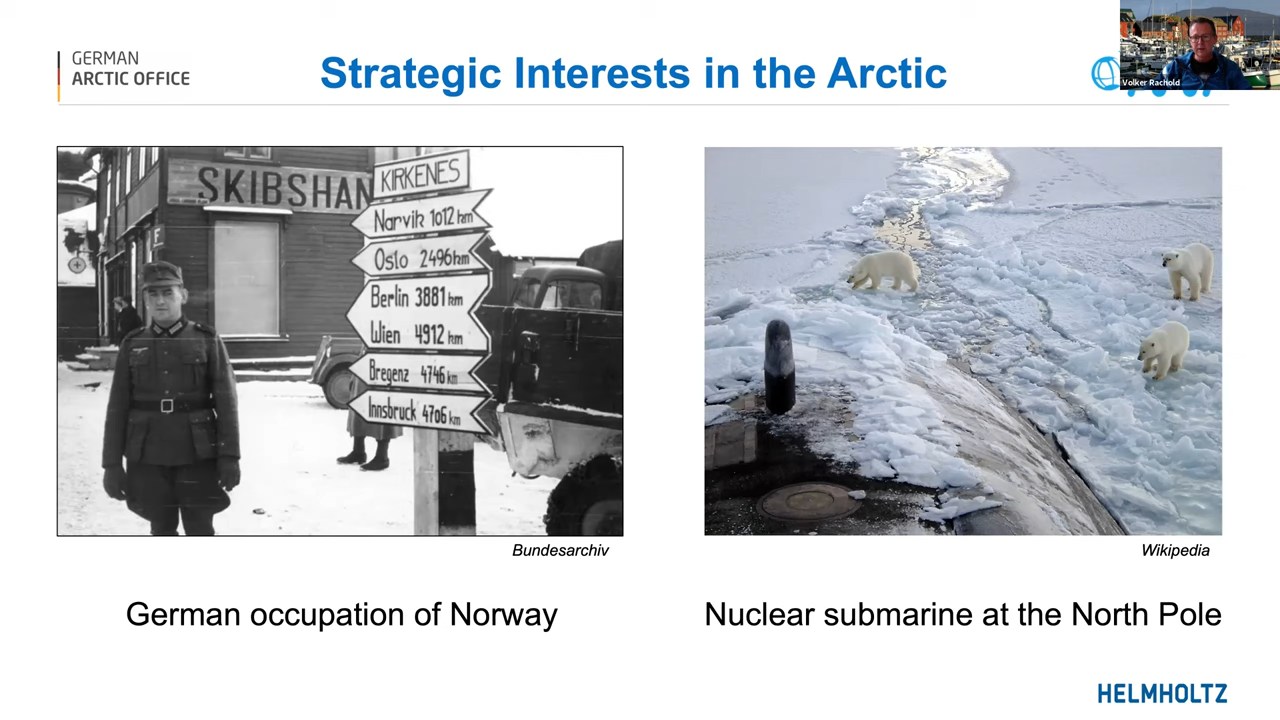 GERMAN
ARCTIC OFFICE
Strategic Interests in the Arctic
Volker Rachold
SKIBSHAN
KIRKENES
Narvik 1012 km
Oslo 2496 km
Berlin 3881 km
Wien 4912 km
Bregenz 4746 km
Innsbruck 4706 km
F
Bundesarchiv
Wikipedia
German occupation of Norway
Nuclear submarine at the North Pole
HELMHOLTZ